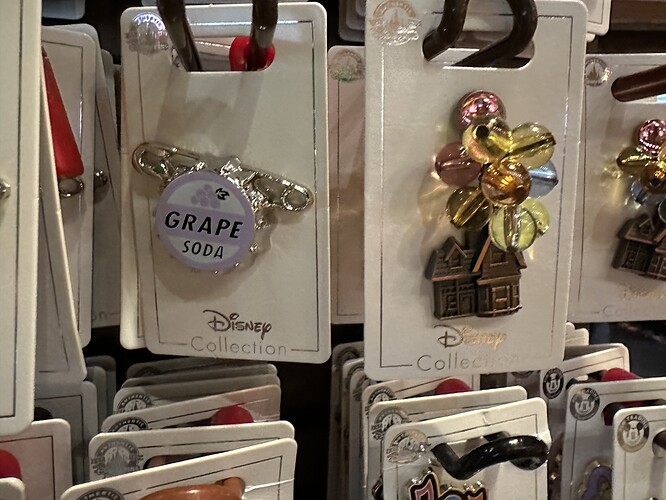 GRAPE
SODA
Disney
Collection
Disney
Collection